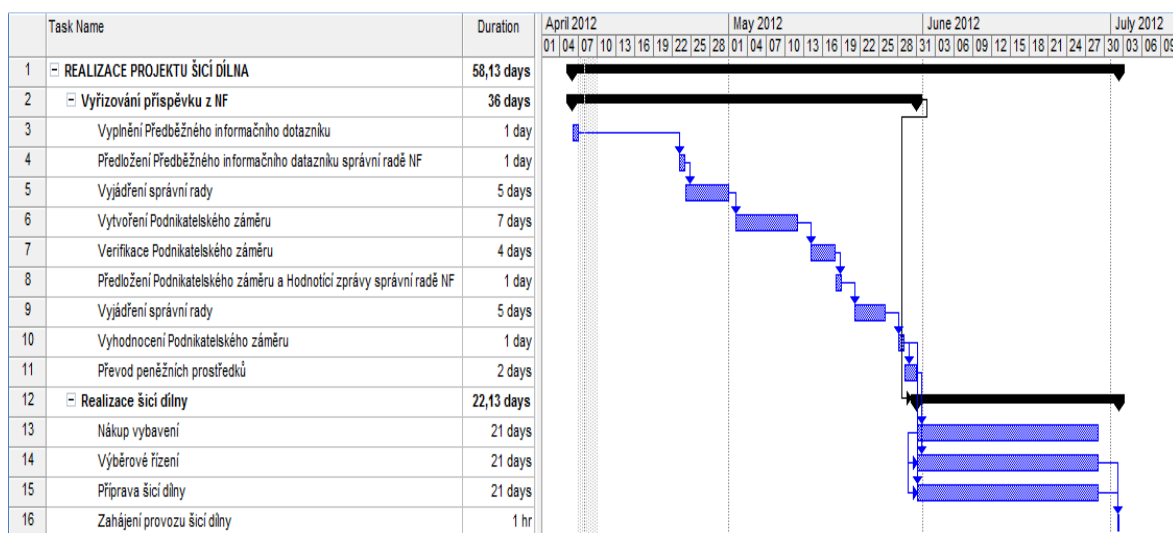 Task Name Duration April 2012 May 2012 June 2012 July 2012
01 04 07 10 13 16 19 22 25 28 01 04 07 10 13 16 19 22 25 28 31 03 06 09 12 15 18 21 24 27 30 03 06 09
1 REALIZACE PROJEKTU ŠICÍ DÍLNA 58,13 days
2 Vyřizování příspěvku z NF 36 days
3 Vyplnění Předběžného informačního dotazníku 1 day
4 Předložení Předběžného informačního datazníku správní radě NF 1 day
5 Vyjádření správní rady 5 days
6 Vytvoření Podnikatelského záměru 7 days
7 Verifikace Podnikatelského záměru 4 days
8 Předložení Podnikatelského záměru a Hodnotící zprávy správní radě NF 1 day
9 Vyjádření správní rady 5 days
10 Vyhodnocení Podnikatelského záměru 1 day
11 Převod peněžních prostředků 2 days
12 Realizace šicí dílny 22,13 days
13 Nákup vybavení 21 days
14 Výběrové řízení 21 days
15 Příprava šicí dílny 21 days
16 Zahájení provozu šicí dílny 1 hr